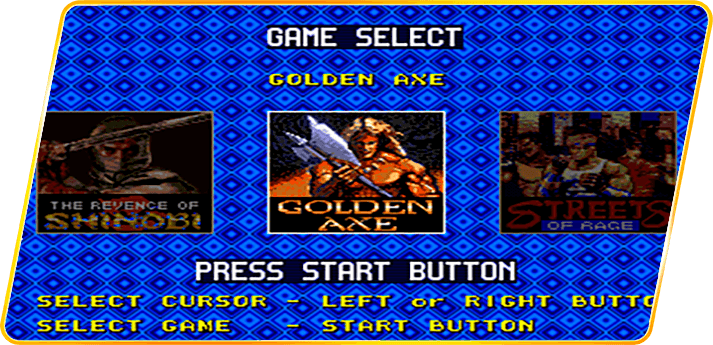 GAME SELECT
GOLDEN AXE
THE REVENGE OF
SHINOBI
GOLDEN
AXE
STREETS
OF RAGE
PRESS START BUTTON
SELECT CURSOR - LEFT or RIGHT BUTTO
SELECT GAME - START BUTTON